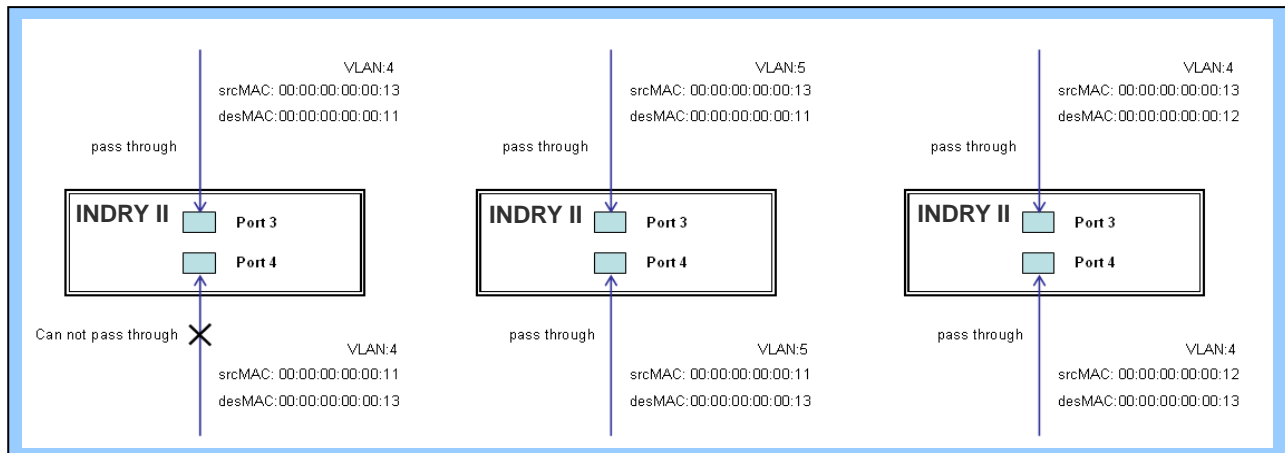 VLAN:4
srcMAC: 00:00:00:00:00:13
desMAC:00:00:00:00:00:11
pass through
INDRY II
Port 3
Port 4
Can not pass through
VLAN:4
srcMAC: 00:00:00:00:00:11
desMAC:00:00:00:00:00:13
VLAN:5
srcMAC: 00:00:00:00:00:13
desMAC:00:00:00:00:00:11
pass through
INDRY II
Port 3
Port 4
pass through
VLAN:5
srcMAC: 00:00:00:00:00:11
desMAC:00:00:00:00:00:13
VLAN:4
srcMAC: 00:00:00:00:00:13
desMAC:00:00:00:00:00:12
pass through
INDRY II
Port 3
Port 4
pass through
VLAN:4
srcMAC: 00:00:00:00:00:12
desMAC:00:00:00:00:00:13